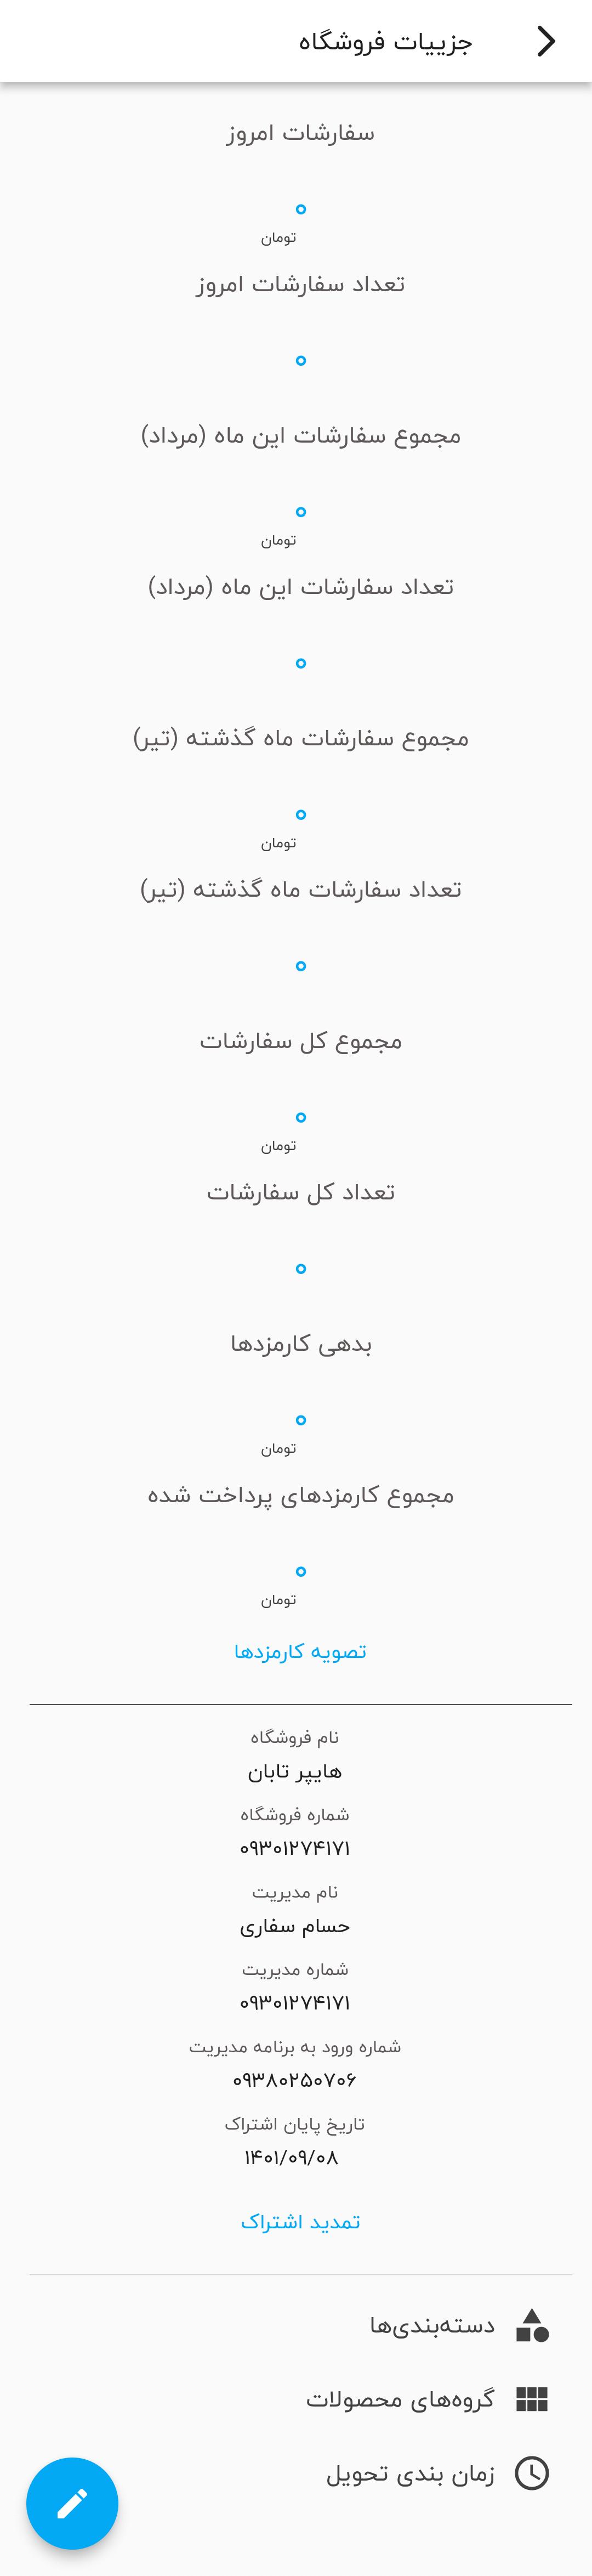 جزییات فروشگاه
سفارشات امروز
۰
تومان
تعداد سفارشات امروز
۰
مجموع سفارشات این ماه (مرداد)
۰
تومان
تعداد سفارشات این ماه (مرداد)
۰
مجموع سفارشات ماه گذشته (تیر)
۰
تومان
تعداد سفارشات ماه گذشته (تیر)
۰
مجموع کل سفارشات
۰
تومان
تعداد کل سفارشات
۰
بدهی کارمزدها
۰
تومان
مجموع کارمزدهای پرداخت شده
۰
تومان
تصویه کارمزدها
نام فروشگاه
هایپر تابان
شماره فروشگاه
۰۹۳۰۱۲۷۴۱۷۱
نام مدیریت
حسام سفاری
شماره مدیریت
۰۹۳۰۱۲۷۴۱۷۱
شماره ورود به برنامه مدیریت
۰۹۳۸۰۲۵۰۷۰۶
تاریخ پایان اشتراک
۱۴۰۱/۰۹/۰۸
تمدید اشتراک
دسته‌بندی‌ها
گروه‌های محصولات
زمان بندی تحویل